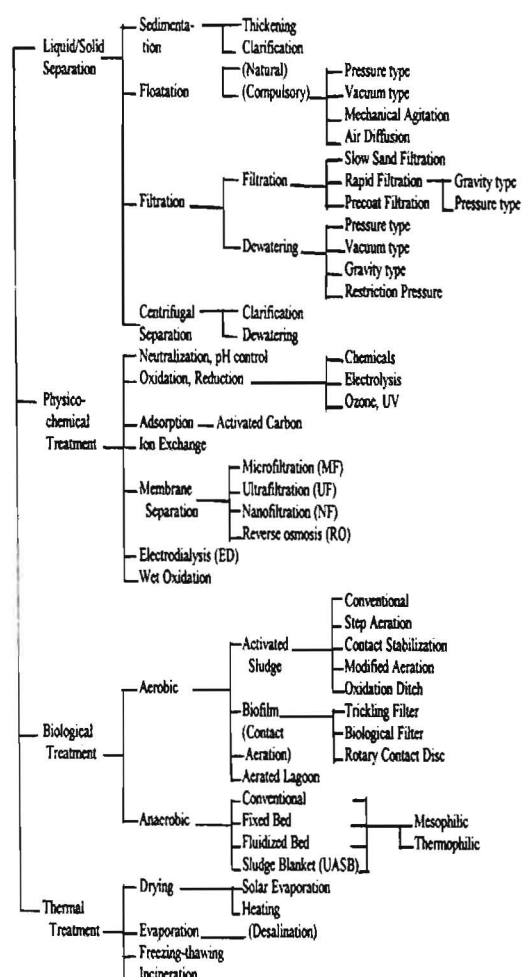 Sedimenta-
tion
Thickening
Clarification
Liquid/Solid
Separation
Floatation
(Natural)
(Compulsory)
Pressure type
Vacuum type
Mechanical Agitation
Air Diffusion
Filtration
Filtration
Slow Sand Filtration
Rapid Filtration
Gravity type
Pressure type
Precoat Filtration
Dewatering
Pressure type
Vacuum type
Gravity type
Restriction Pressure
Centrifugal
Separation
Clarification
Dewatering
Physico-
chemical
Treatment
Neutralization, pH control
Oxidation, Reduction
Chemicals
Electrolysis
Ozone, UV
Adsorption
Activated Carbon
Ion Exchange
Membrane
Separation
Microfiltration (MF)
Ultrafiltration (UF)
Nanofiltration (NF)
Reverse osmosis (RO)
Electrodialysis (ED)
Wet Oxidation
Biological
Treatment
Aerobic
Activated
Sludge
Conventional
Step Aeration
Contact Stabilization
Modified Aeration
Oxidation Ditch
Biofilm
(Contact
Aeration)
Trickling Filter
Biological Filter
Rotary Contact Disc
Aerated Lagoon
Anaerobic
Conventional
Fixed Bed
Fluidized Bed
Sludge Blanket (UASB)
Mesophilic
Thermophilic
Thermal
Treatment
Drying
Solar Evaporation
Heating
Evaporation
(Desalination)
Freezing-thawing
Incineration